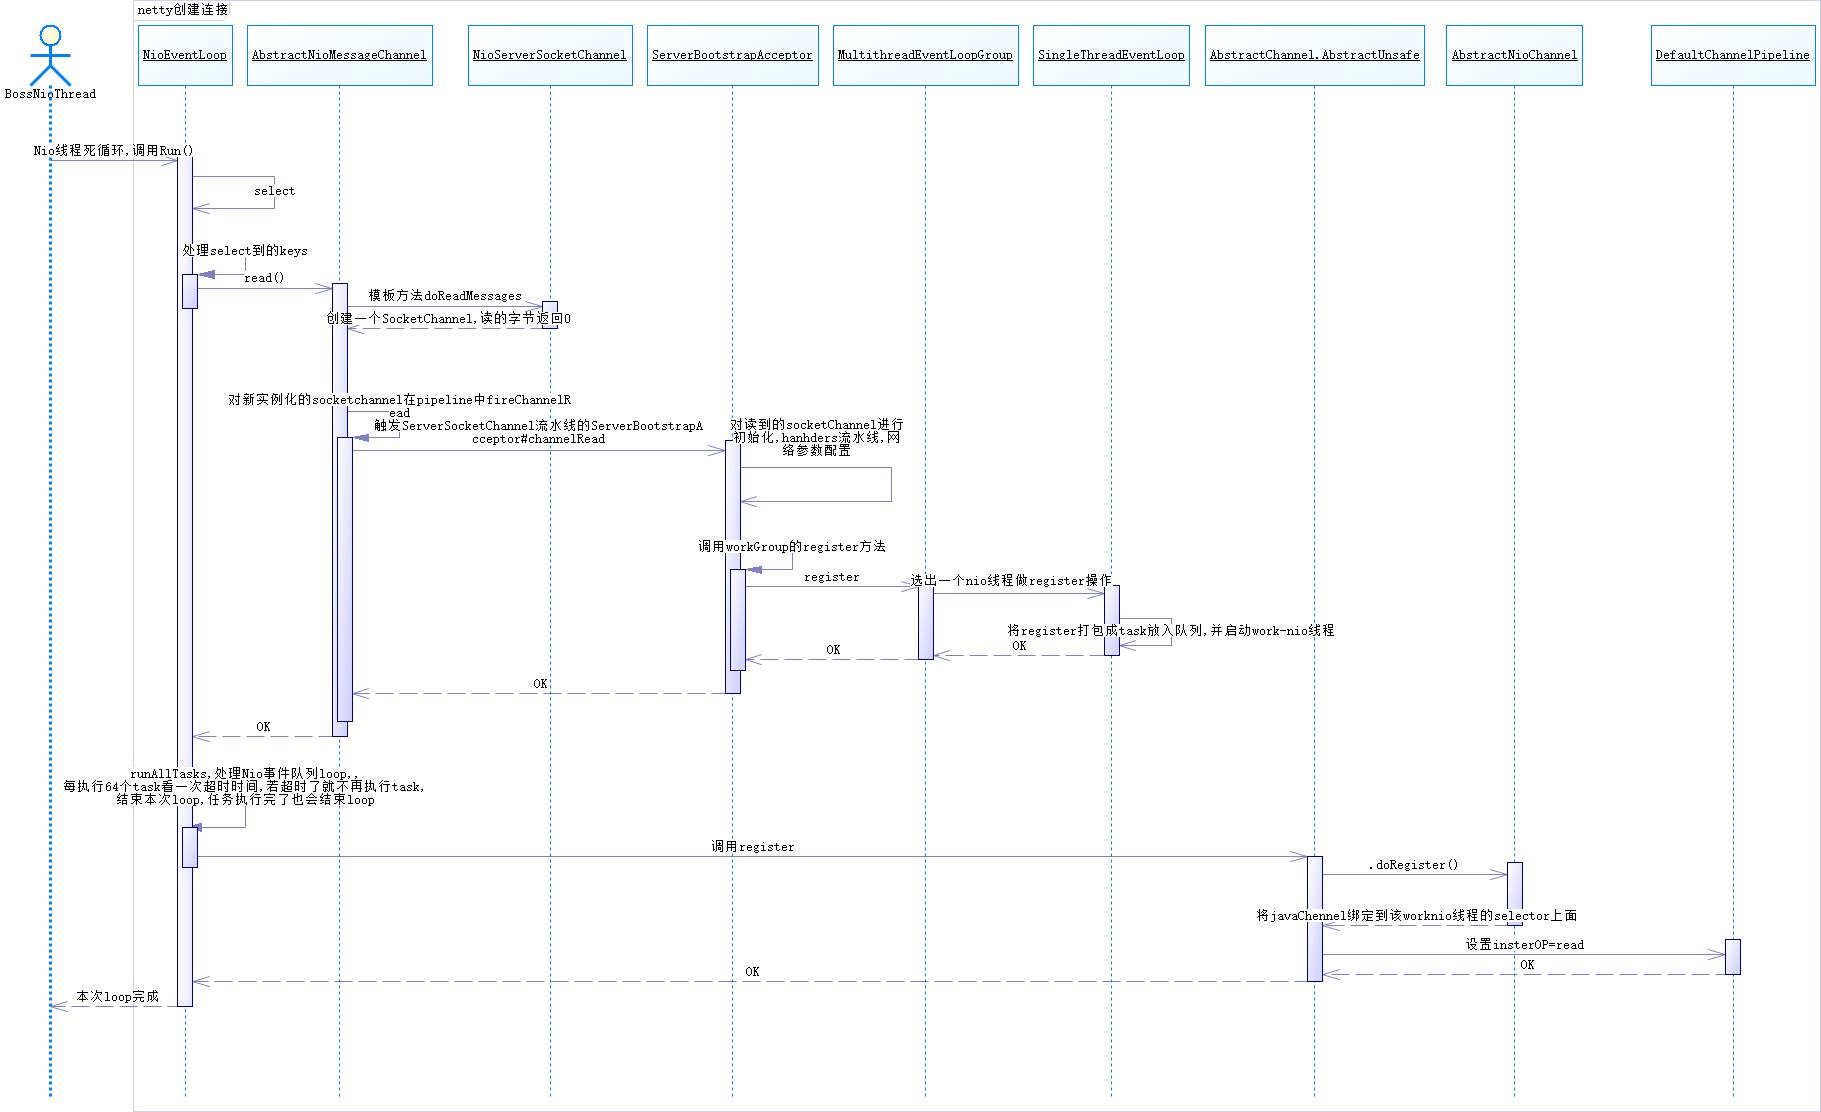 netty创建连接
BossNioThread
NioEventLoop
AbstractNioMessageChannel
NioServerSocketChannel
ServerBootstrapAcceptor
MultithreadEventLoopGroup
SingleThreadEventLoop
AbstractChannel.AbstractUnsafe
AbstractNioChannel
DefaultChannelPipeline
Nio线程死循环,调用Run()
select
处理select到的keys
read()
模板方法doReadMessages
创建一个SocketChannel,读的字节返回0
对新实例化的socketchannel在pipeline中fireChannelR
ead
触发ServerSocketChannel流水线的ServerBootstrapA
cceptor#channelRead
对读到的socketChannel进行
初始化,hanhders流水线,网
络参数配置
调用workGroup的register方法
register
选出一个nio线程做register操作
将register打包成task放入队列,并启动work-nio线程
OK
OK
OK
OK
runAllTasks,处理Nio事件队列loop,,
每执行64个task看一次超时时间,若超时了就不再执行task,
结束本次loop,任务执行完了也会结束loop
调用register
.doRegister()
将javaChennel绑定到该worknio线程的selector上面
设置insterOP=read
OK
OK
本次loop完成